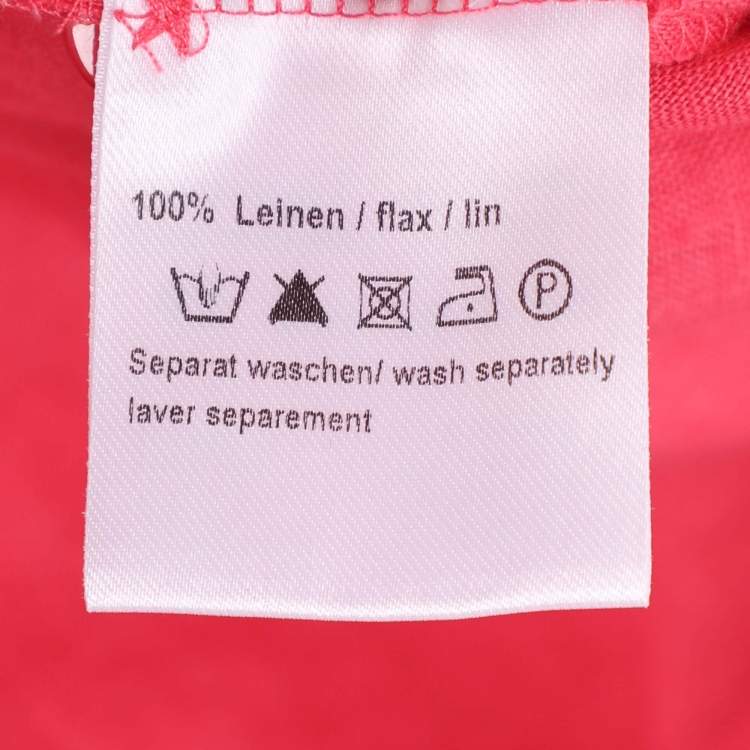 100% Leinen / flax / lin
P
Separat waschen/ wash separately
laver separement